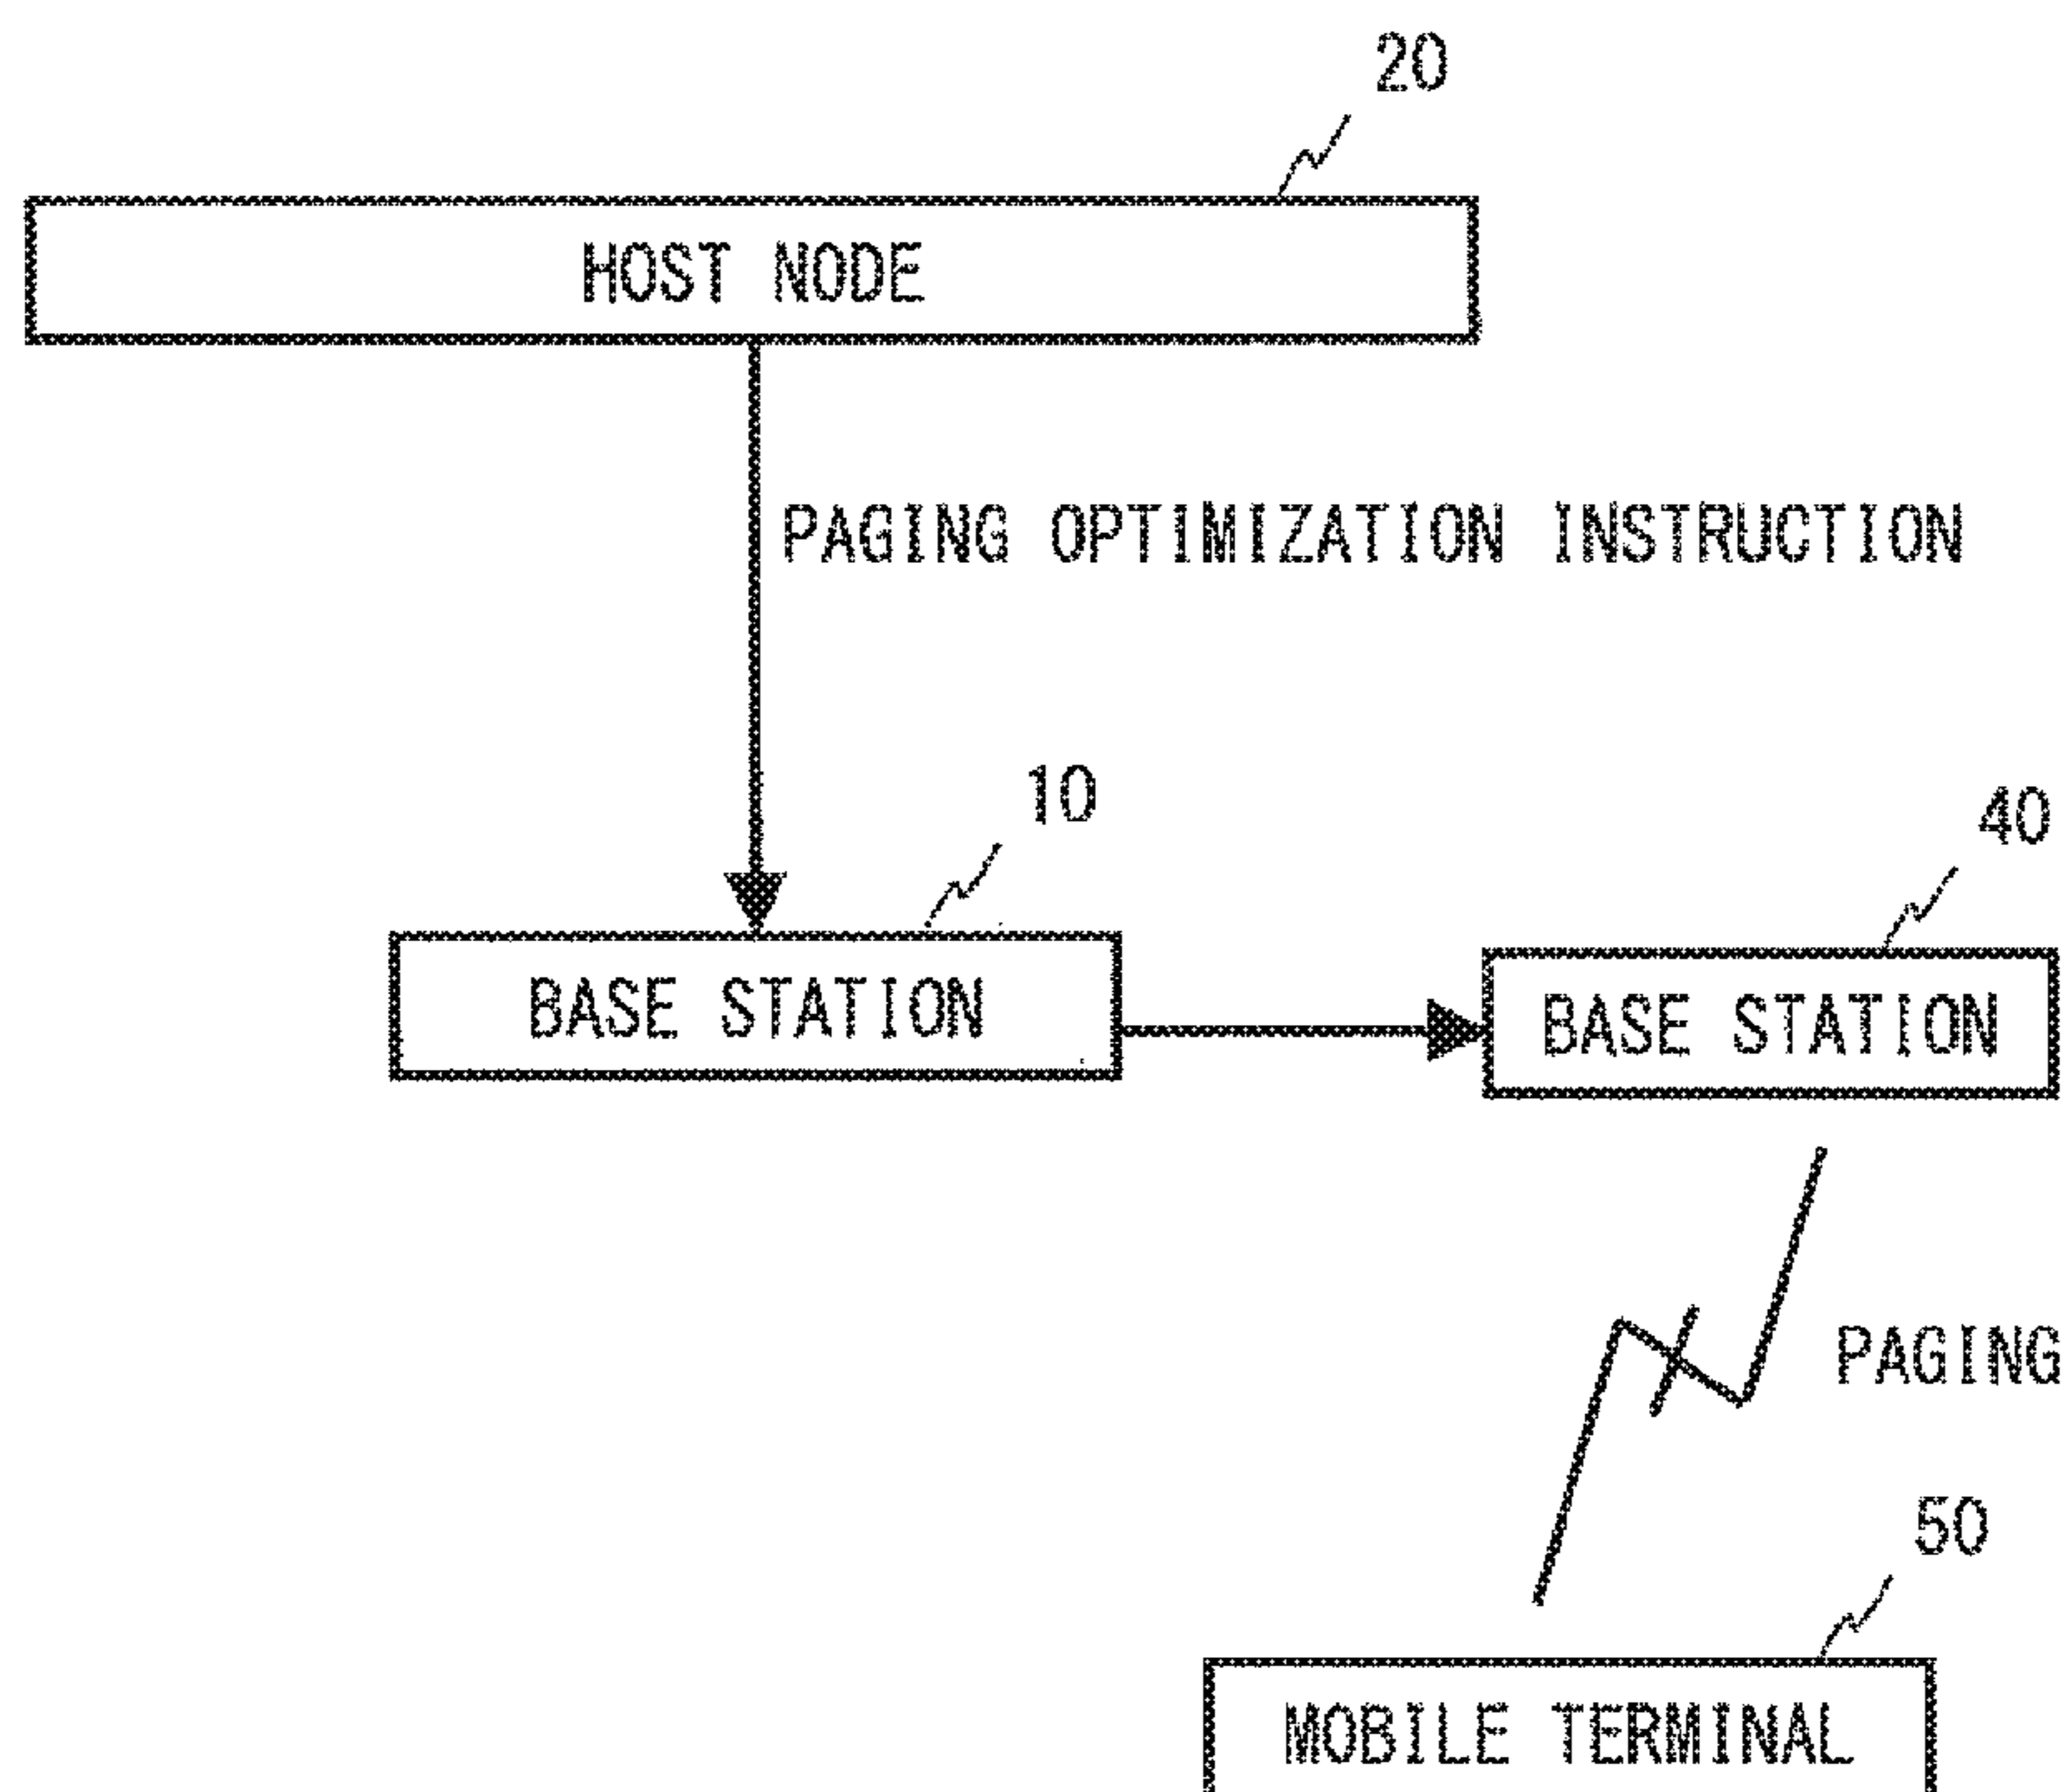 20
HOST NODE
PAGING OPTIMIZATION INSTRUCTION
10
40
BASE STATION
BASE STATION
PAGING
50
MOBILE TERMINAL